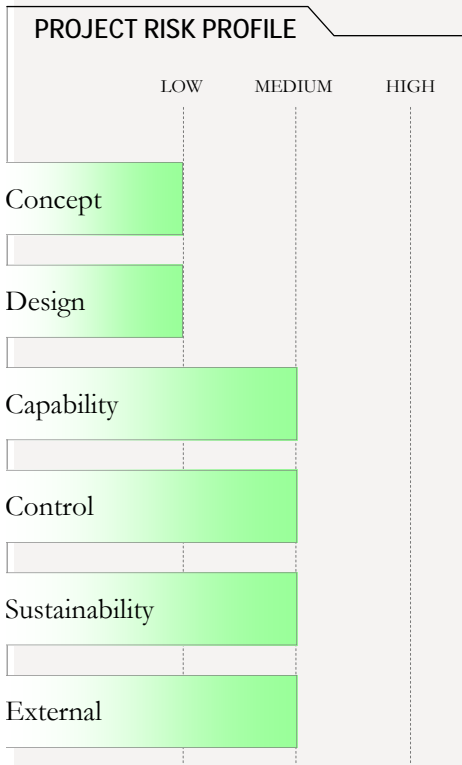 PROJECT RISK PROFILE
LOW MEDIUM HIGH
Concept
Design
Capability
Control
Sustainability
External